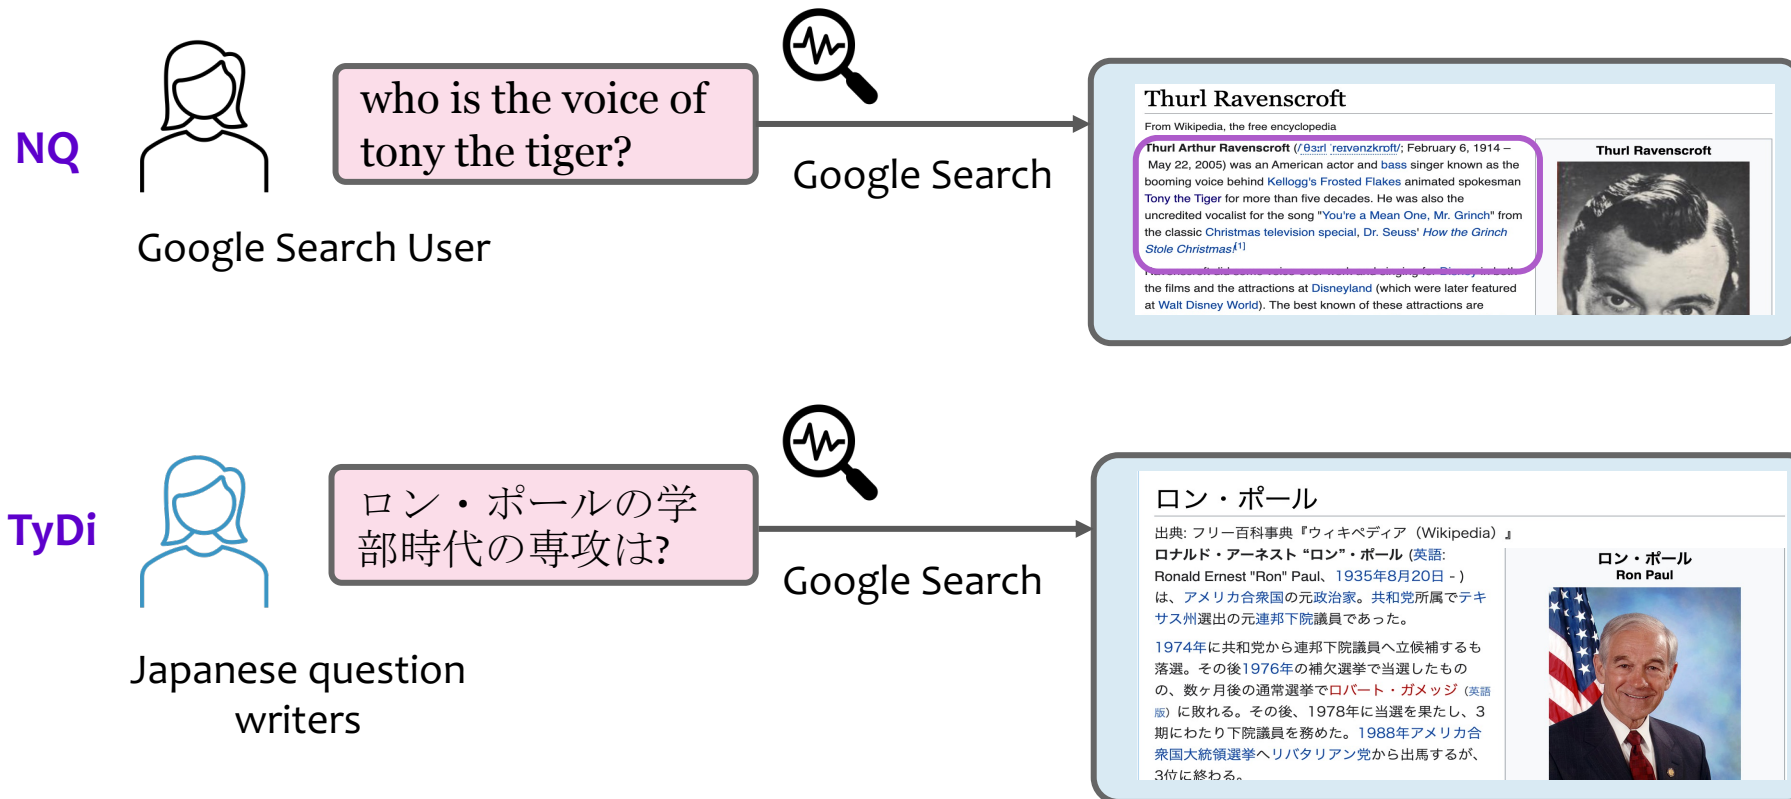 NQ
Google Search User
who is the voice of
tony the tiger?
Google Search
Thurl Ravenscroft
From Wikipedia, the free encyclopedia
Thurl Arthur Ravenscroft (/ˈθɜːrl ˈreɪvənzkrɒft/; February 6, 1914 –
May 22, 2005) was an American actor and bass singer known as the
booming voice behind Kellogg's Frosted Flakes animated spokesman
Tony the Tiger for more than five decades. He was also the
uncredited vocalist for the song "You're a Mean One, Mr. Grinch" from
the classic Christmas television special, Dr. Seuss' How the Grinch
Stole Christmas![1]
the films and the attractions at Disneyland (which were later featured
at Walt Disney World). The best known of these attractions are
Thurl Ravenscroft
TyDi
Japanese question
writers
ロン・ポールの学
部時代の専攻は?
Google Search
ロン・ポール
出典: フリー百科事典『ウィキペディア（Wikipedia）』
ロナルド・アーネスト “ロン”・ポール (英語:
Ronald Ernest "Ron" Paul、1935年8月20日 - )
は、アメリカ合衆国の元政治家。共和党所属でテキ
サス州選出の元連邦下院議員であった。
1974年に共和党から連邦下院議員へ立候補するも
落選。その後1976年の補欠選挙で当選したもの
の、数ヶ月後の通常選挙でロバート・ガメッジ（英語
版）に敗れる。その後、1978年に当選を果たし、3
期にわたり下院議員を務めた。1988年アメリカ合
衆国大統領選挙へリバタリアン党から出馬するが、
3位に終わる。
ロン・ポール
Ron Paul